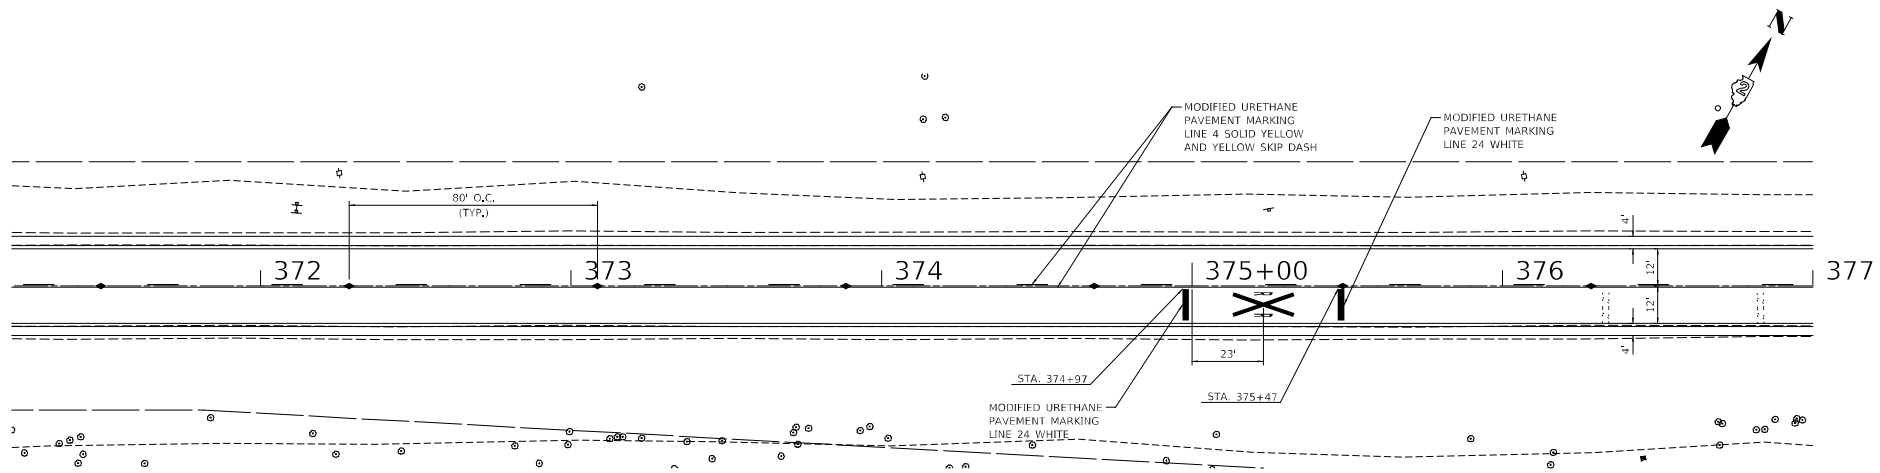 N
2
MODIFIED URETHANE
PAVEMENT MARKING
LINE 4 SOLID YELLOW
AND YELLOW SKIP DASH
MODIFIED URETHANE
PAVEMENT MARKING
LINE 24 WHITE
80' O.C.
(TYP.)
4'
372
373
374
375+00
376
377
12'
12'
R
R
4'
23'
STA. 374+97
STA. 375+47
MODIFIED URETHANE
PAVEMENT MARKING
LINE 24 WHITE